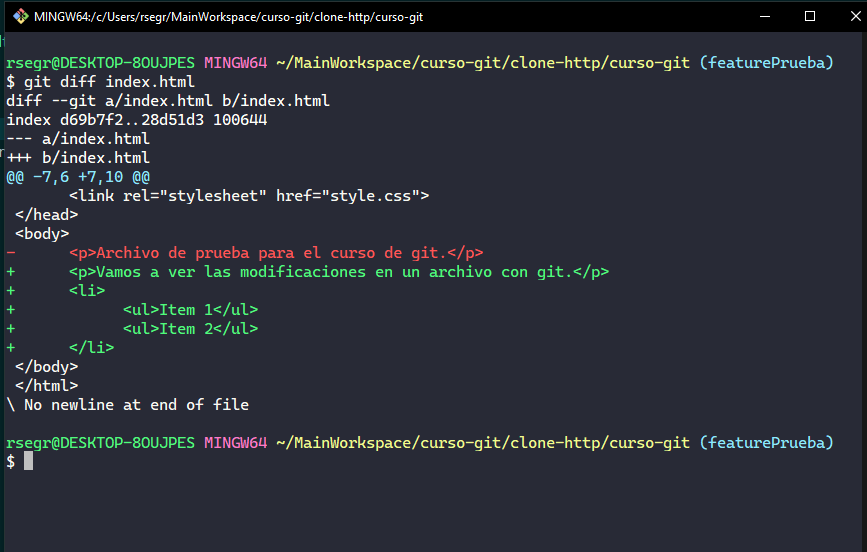 MINGW64:/c/Users/rsegr/MainWorkspace/curso-git/clone-http/curso-git
rsegr@DESKTOP-8OUJPES MINGW64 ~/MainWorkspace/curso-git/clone-http/curso-git (featurePrueba)
$ git diff index.html
diff --git a/index.html b/index.html
index d69b7f2..28d51d3 100644
--- a/index.html
+++ b/index.html
@@ -7,6 +7,10 @@
       <link rel="stylesheet" href="style.css">
 </head>
 <body>
-      <p>Archivo de prueba para el curso de git.</p>
+      <p>Vamos a ver las modificaciones en un archivo con git.</p>
+      <li>
+            <ul>Item 1</ul>
+            <ul>Item 2</ul>
+      </li>
 </body>
 </html>
\ No newline at end of file
rsegr@DESKTOP-8OUJPES MINGW64 ~/MainWorkspace/curso-git/clone-http/curso-git (featurePrueba)
$